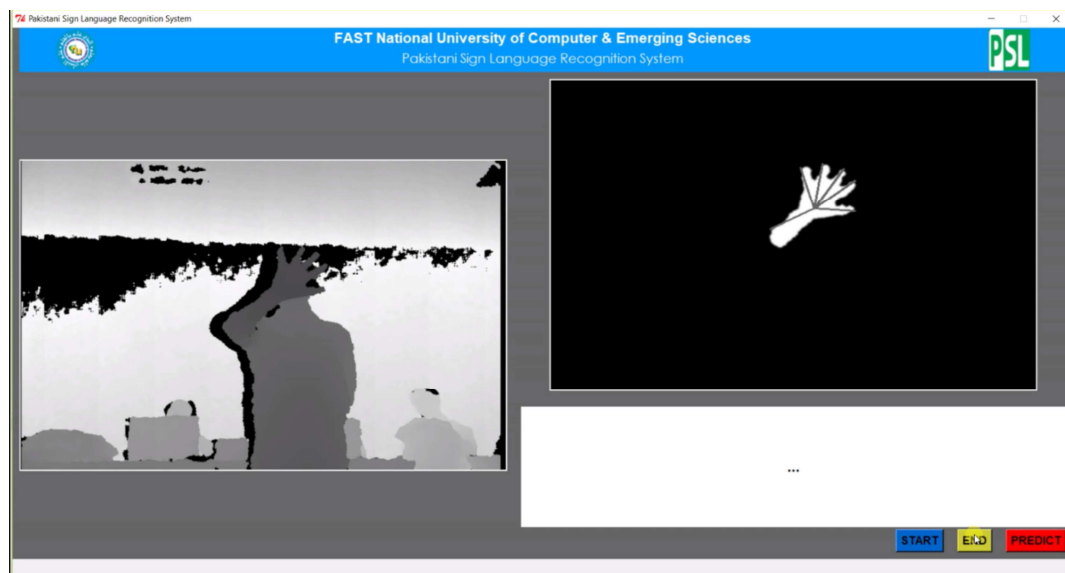 Pakistani Sign Language Recognition System
FAST National University of Computer & Emerging Sciences
Pakistani Sign Language Recognition System
PSL
...
START
END
PREDICT